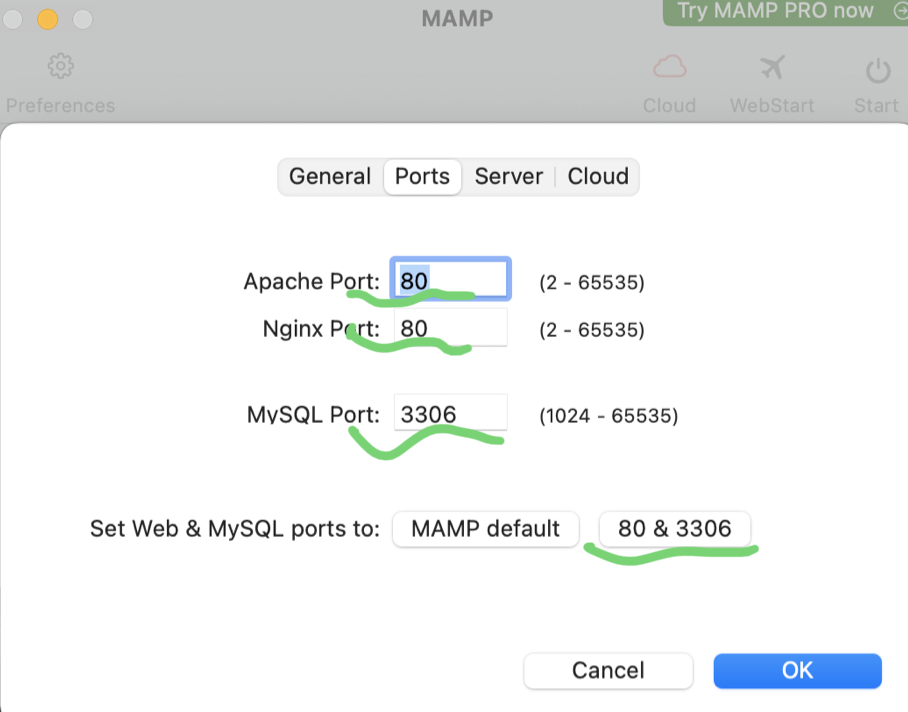 MAMP
Try MAMP PRO now
Preferences
Cloud
WebStart
Start
General Ports Server Cloud
Apache Port: 80 (2 - 65535)
Nginx Port: 80 (2 - 65535)
MySQL Port: 3306 (1024 - 65535)
Set Web & MySQL ports to: MAMP default 80 & 3306
Cancel OK